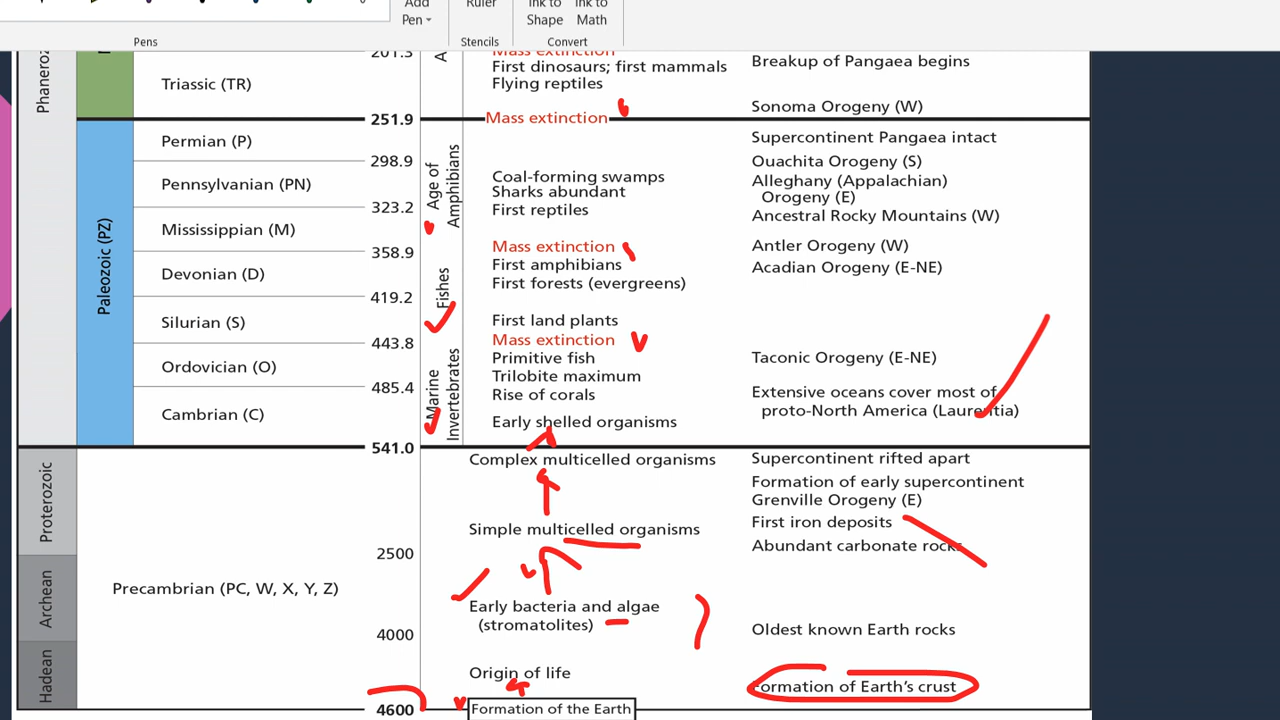 Add
Pen
Ruler
Ink to
Shape
Ink to
Math
Pens
Stencils
Convert
Phaneroz
201.3
A
Mass extinction
First dinosaurs; first mammals
Flying reptiles
Breakup of Pangaea begins
Triassic (TR)
Sonoma Orogeny (W)
251.9
Mass extinction
Paleozoic (PZ)
Permian (P)
Supercontinent Pangaea intact
298.9
Age of
Amphibians
Ouachita Orogeny (S)
Pennsylvanian (PN)
Coal-forming swamps
Sharks abundant
Alleghany (Appalachian)
Orogeny (E)
323.2
First reptiles
Ancestral Rocky Mountains (W)
Mississippian (M)
358.9
Mass extinction
Antler Orogeny (W)
Devonian (D)
Fishes
First amphibians
First forests (evergreens)
Acadian Orogeny (E-NE)
419.2
Silurian (S)
First land plants
443.8
Mass extinction
Ordovician (O)
Marine
Invertebrates
Primitive fish
Trilobite maximum
Rise of corals
Taconic Orogeny (E-NE)
485.4
Extensive oceans cover most of
proto-North America (Laurentia)
Cambrian (C)
Early shelled organisms
541.0
Proterozoic
Complex multicelled organisms
Supercontinent rifted apart
Formation of early supercontinent
Grenville Orogeny (E)
Simple multicelled organisms
First iron deposits
Abundant carbonate rocks
2500
Archean
Precambrian (PC, W, X, Y, Z)
Early bacteria and algae
(stromatolites)
4000
Oldest known Earth rocks
Hadean
Origin of life
Formation of Earth's crust
4600
Formation of the Earth